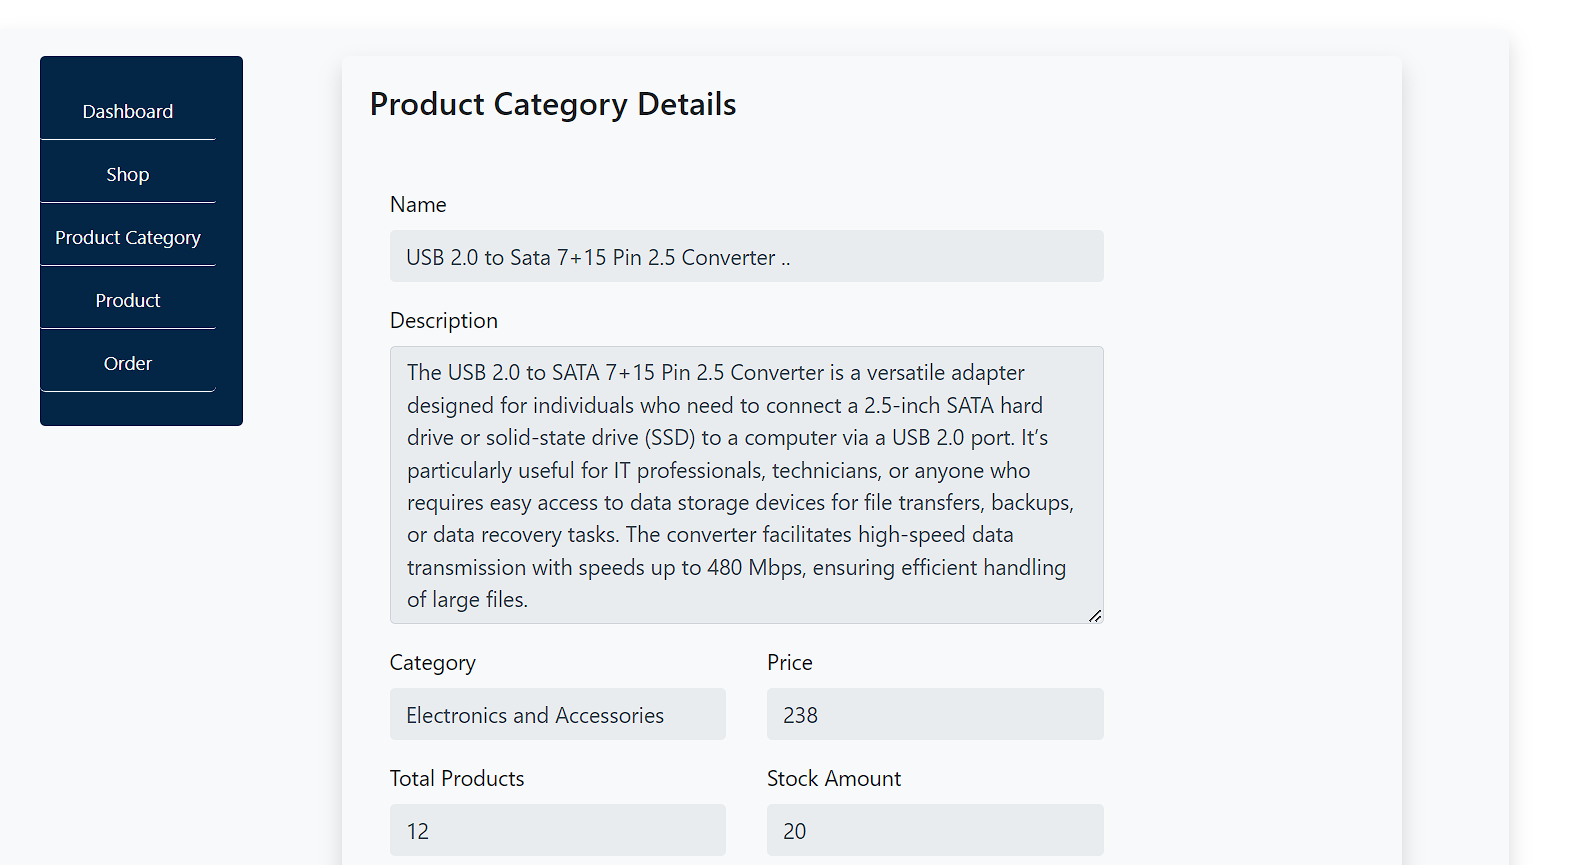 Dashboard
Shop
Product Category
Product
Order
Product Category Details
Name
USB 2.0 to Sata 7+15 Pin 2.5 Converter ..
Description
The USB 2.0 to SATA 7+15 Pin 2.5 Converter is a versatile adapter
designed for individuals who need to connect a 2.5-inch SATA hard
drive or solid-state drive (SSD) to a computer via a USB 2.0 port. It’s
particularly useful for IT professionals, technicians, or anyone who
requires easy access to data storage devices for file transfers, backups,
or data recovery tasks. The converter facilitates high-speed data
transmission with speeds up to 480 Mbps, ensuring efficient handling
of large files.
Category Price
Electronics and Accessories 238
Total Products Stock Amount
12 20